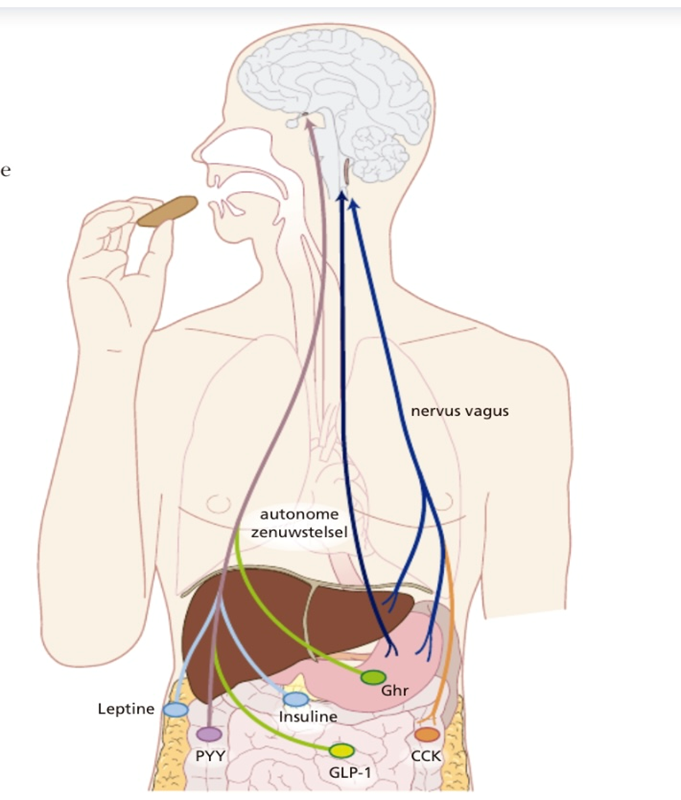 e
nervus vagus
autonome
zenuwstelsel
Ghr
Leptine
Insuline
PYY
CCK
GLP-1